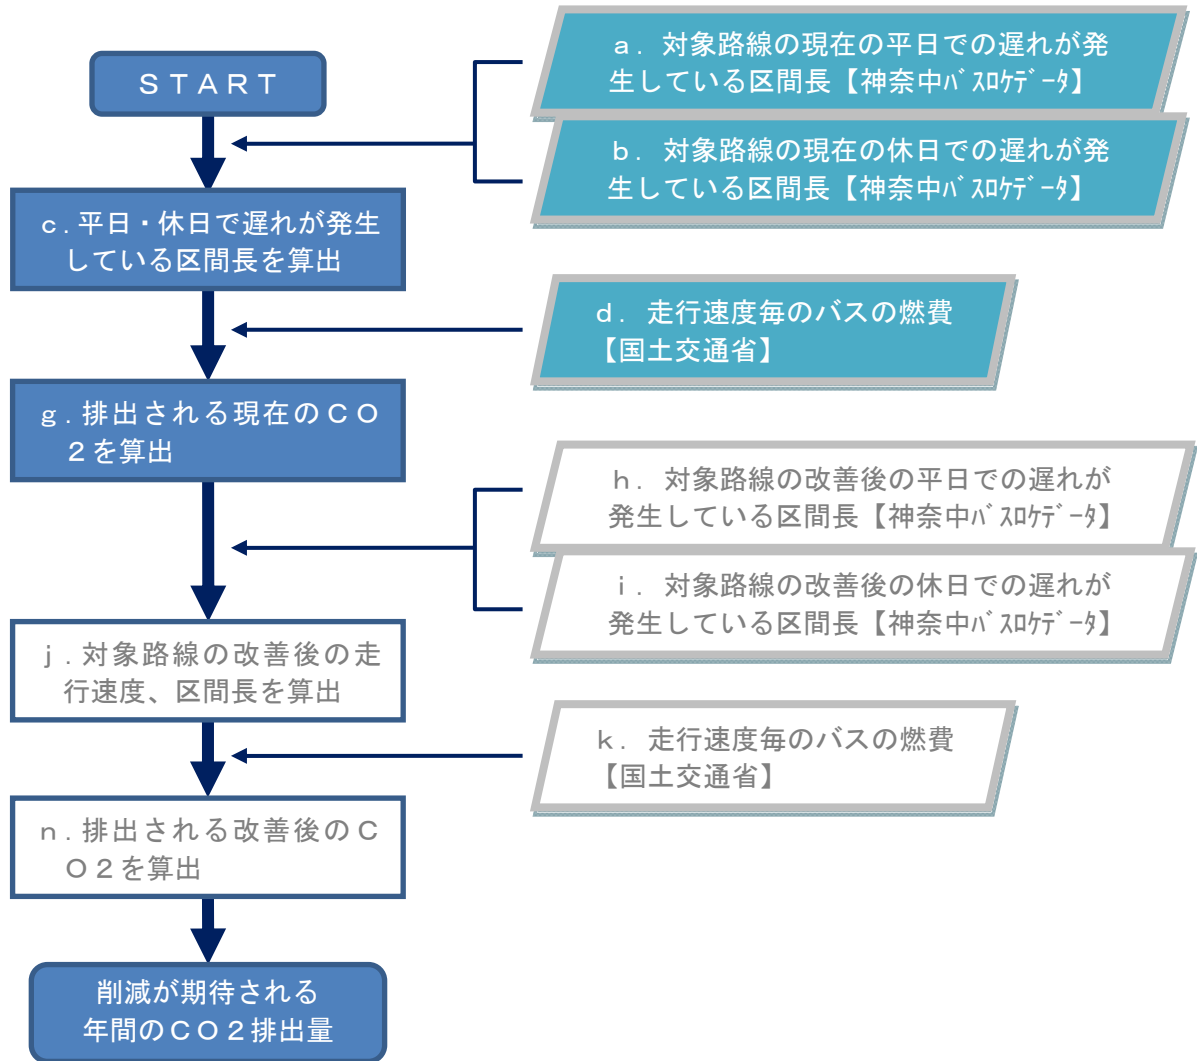 ＳＴＡＲＴ
ａ．対象路線の現在の平日での遅れが発
生している区間長【神奈中ﾊﾞｽﾛｹﾃﾞｰﾀ】
ｂ．対象路線の現在の休日での遅れが発
生している区間長【神奈中ﾊﾞｽﾛｹﾃﾞｰﾀ】
ｃ.平日・休日で遅れが発生
している区間長を算出
ｄ．走行速度毎のバスの燃費
【国土交通省】
ｇ.排出される現在のＣＯ
２を算出
ｈ．対象路線の改善後の平日での遅れが
発生している区間長【神奈中ﾊﾞｽﾛｹﾃﾞｰﾀ】
ｉ．対象路線の改善後の休日での遅れが
発生している区間長【神奈中ﾊﾞｽﾛｹﾃﾞｰﾀ】
ｊ.対象路線の改善後の走
行速度、区間長を算出
ｋ．走行速度毎のバスの燃費
【国土交通省】
ｎ.排出される改善後のＣ
Ｏ２を算出
削減が期待される
年間のＣＯ２排出量